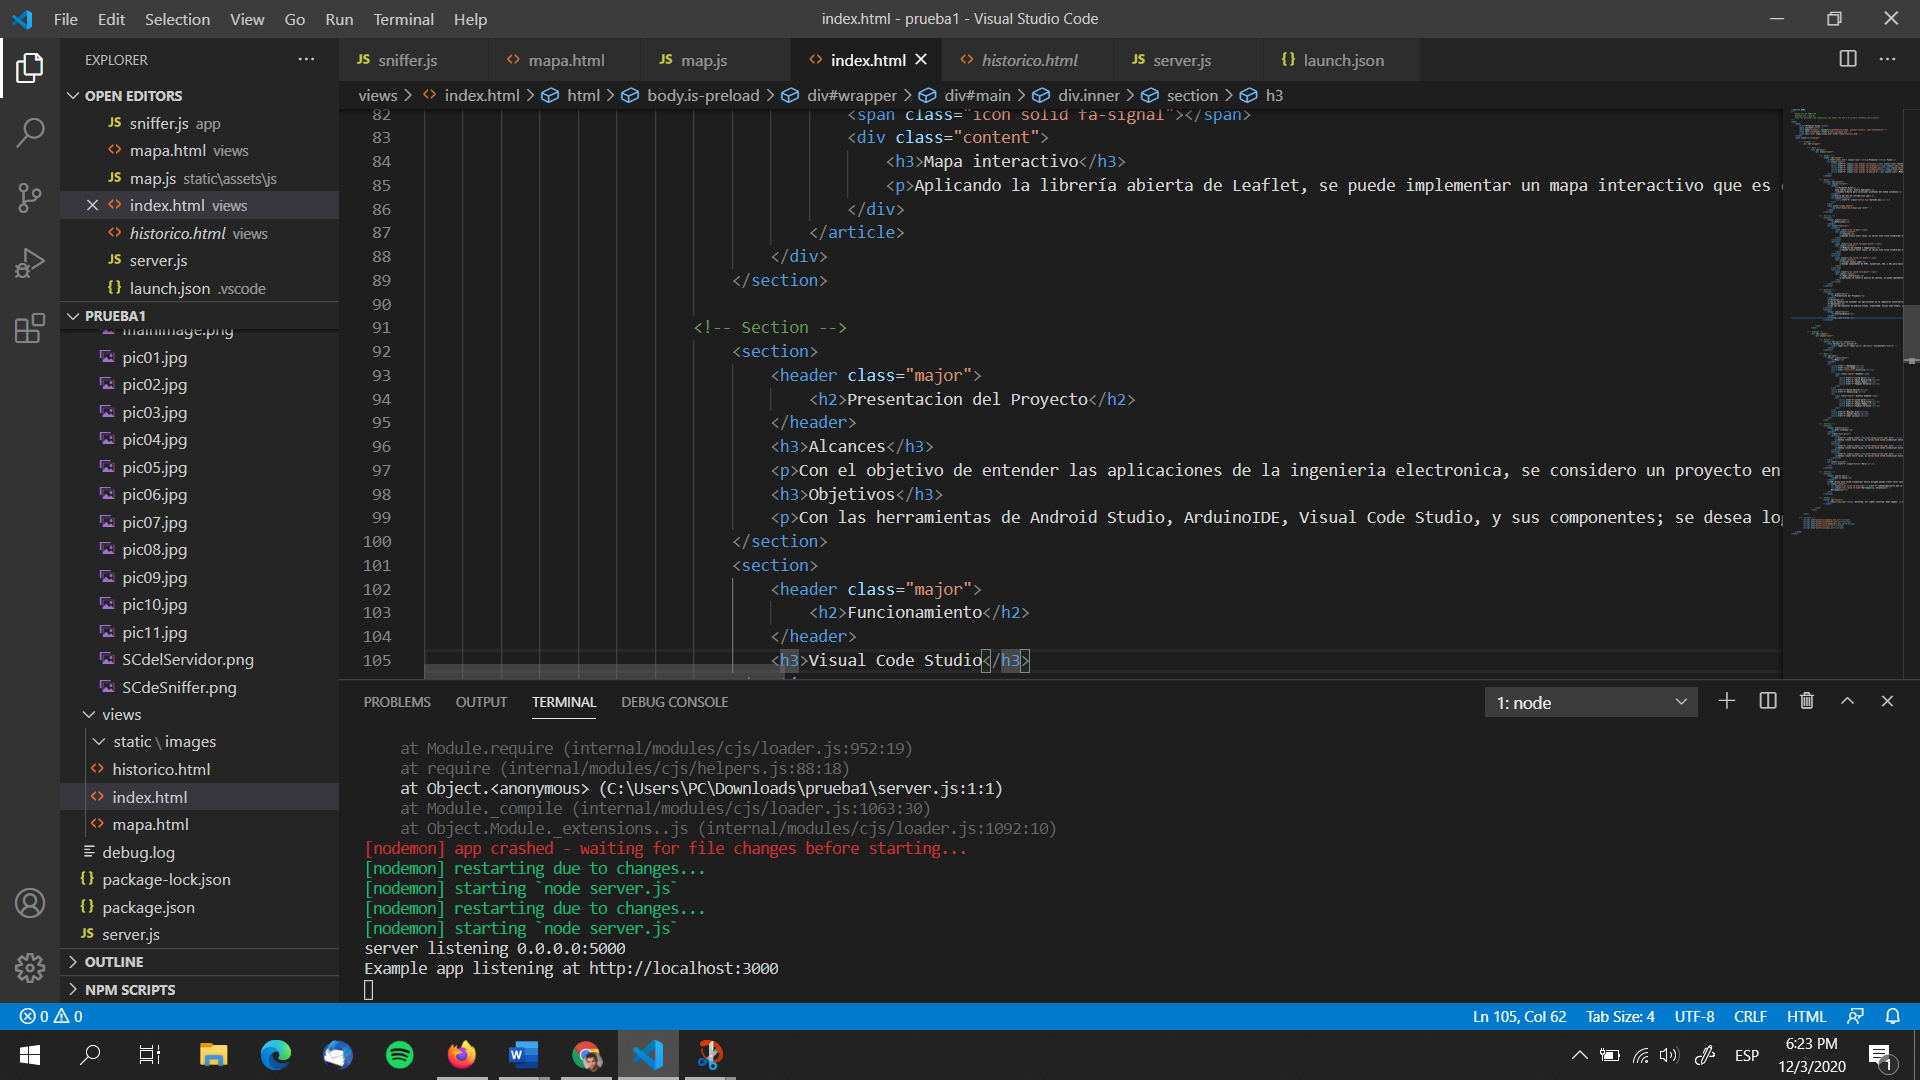 File Edit Selection View Go Run Terminal Help
index.html - prueba1 - Visual Studio Code
EXPLORER
OPEN EDITORS
JS sniffer.js app
<> mapa.html views
JS map.js static\assets\js
<> index.html views
<> historico.html views
JS server.js
{} launch.json .vscode
PRUEBA1
mainimage.png
pic01.jpg
pic02.jpg
pic03.jpg
pic04.jpg
pic05.jpg
pic06.jpg
pic07.jpg
pic08.jpg
pic09.jpg
pic10.jpg
pic11.jpg
SCdelServidor.png
SCdeSniffer.png
views
static \ images
<> historico.html
<> index.html
<> mapa.html
debug.log
{} package-lock.json
{} package.json
JS server.js
OUTLINE
NPM SCRIPTS
JS sniffer.js <> mapa.html JS map.js <> index.html <> historico.html JS server.js {} launch.json
views > <> index.html > html > body.is-preload > div#wrapper > div#main > div.inner > section > h3
82 <span class="icon solid fa-signal"></span>
83 <div class="content">
84 <h3>Mapa interactivo</h3>
85 <p>Aplicando la librería abierta de Leaflet, se puede implementar un mapa interactivo que es
86 </div>
87 </article>
88 </div>
89 </section>
90
91 <!-- Section -->
92 <section>
93 <header class="major">
94 <h2>Presentacion del Proyecto</h2>
95 </header>
96 <h3>Alcances</h3>
97 <p>Con el objetivo de entender las aplicaciones de la ingenieria electronica, se considero un proyecto en
98 <h3>Objetivos</h3>
99 <p>Con las herramientas de Android Studio, ArduinoIDE, Visual Code Studio, y sus componentes; se desea
100 </section>
101 <section>
102 <header class="major">
103 <h2>Funcionamiento</h2>
104 </header>
105 <h3>Visual Code Studio</h3>
PROBLEMS OUTPUT TERMINAL DEBUG CONSOLE
1: node
at Module.require (internal/modules/cjs/loader.js:952:19)
at require (internal/modules/cjs/helpers.js:88:18)
at Object.<anonymous> (C:\Users\PC\Downloads\prueba1\server.js:1:1)
at Module._compile (internal/modules/cjs/loader.js:1063:30)
at Object.Module._extensions..js (internal/modules/cjs/loader.js:1092:10)
[nodemon] app crashed - waiting for file changes before starting...
[nodemon] restarting due to changes...
[nodemon] starting `node server.js`
[nodemon] restarting due to changes...
[nodemon] starting `node server.js`
server listening 0.0.0.0:5000
Example app listening at http://localhost:3000
0 0
Ln 105, Col 62 Tab Size: 4 UTF-8 CRLF HTML
ESP
6:23 PM
12/3/2020
1